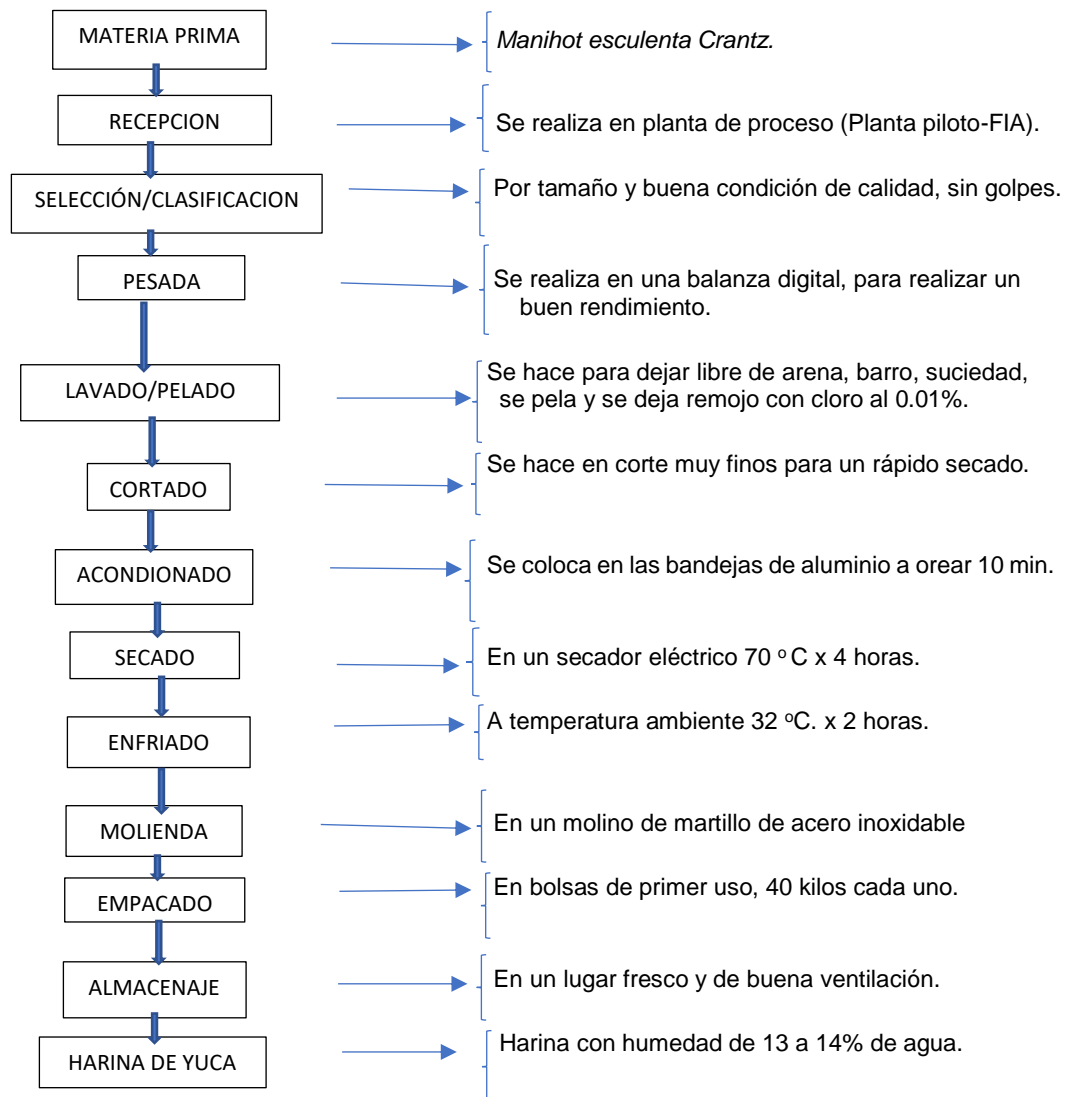 MATERIA PRIMA
Manihot esculenta Crantz.
RECEPCION
Se realiza en planta de proceso (Planta piloto-FIA).
SELECCIÓN/CLASIFICACION
Por tamaño y buena condición de calidad, sin golpes.
PESADA
Se realiza en una balanza digital, para realizar un
buen rendimiento.
LAVADO/PELADO
Se hace para dejar libre de arena, barro, suciedad,
se pela y se deja remojo con cloro al 0.01%.
CORTADO
Se hace en corte muy finos para un rápido secado.
ACONDIONADO
Se coloca en las bandejas de aluminio a orear 10 min.
SECADO
En un secador eléctrico 70 º C x 4 horas.
ENFRIADO
A temperatura ambiente 32 ºC. x 2 horas.
MOLIENDA
En un molino de martillo de acero inoxidable
EMPACADO
En bolsas de primer uso, 40 kilos cada uno.
ALMACENAJE
En un lugar fresco y de buena ventilación.
HARINA DE YUCA
Harina con humedad de 13 a 14% de agua.